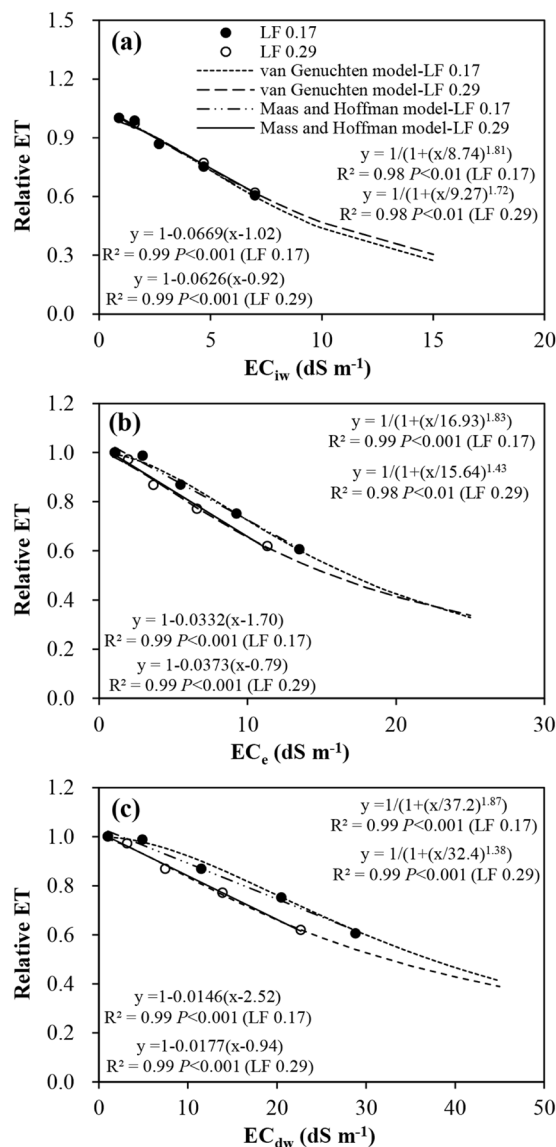 (a)
LF 0.17
LF 0.29
van Genuchten model-LF 0.17
van Genuchten model-LF 0.29
Maas and Hoffman model-LF 0.17
Mass and Hoffman model-LF 0.29
y = 1/(1+(x/8.74)^1.81)
R² = 0.98 P<0.01 (LF 0.17)
y = 1/(1+(x/9.27)^1.72)
R² = 0.98 P<0.01 (LF 0.29)
y = 1-0.0669(x-1.02)
R² = 0.99 P<0.001 (LF 0.17)
y = 1-0.0626(x-0.92)
R² = 0.99 P<0.001 (LF 0.29)
Relative ET
1.5
1.2
0.9
0.6
0.3
0.0
0 5 10 15 20
EC_iw (dS m⁻¹)
(b)
y = 1/(1+(x/16.93)^1.83)
R² = 0.99 P<0.001 (LF 0.17)
y = 1/(1+(x/15.64)^1.43
R² = 0.98 P<0.01 (LF 0.29)
y = 1-0.0332(x-1.70)
R² = 0.99 P<0.001 (LF 0.17)
y = 1-0.0373(x-0.79)
R² = 0.99 P<0.001 (LF 0.29)
Relative ET
1.2
1.0
0.8
0.6
0.4
0.2
0.0
0 10 20 30
EC_e (dS m⁻¹)
(c)
y =1/(1+(x/37.2)^1.87)
R² = 0.99 P<0.001 (LF 0.17)
y = 1/(1+(x/32.4)^1.38)
R² = 0.99 P<0.001 (LF 0.29)
y =1-0.0146(x-2.52)
R² = 0.99 P<0.001 (LF 0.17)
y =1-0.0177(x-0.94)
R² = 0.99 P<0.001 (LF 0.29)
Relative ET
1.2
1.0
0.8
0.6
0.4
0.2
0.0
0 10 20 30 40 50
EC_dw (dS m⁻¹)